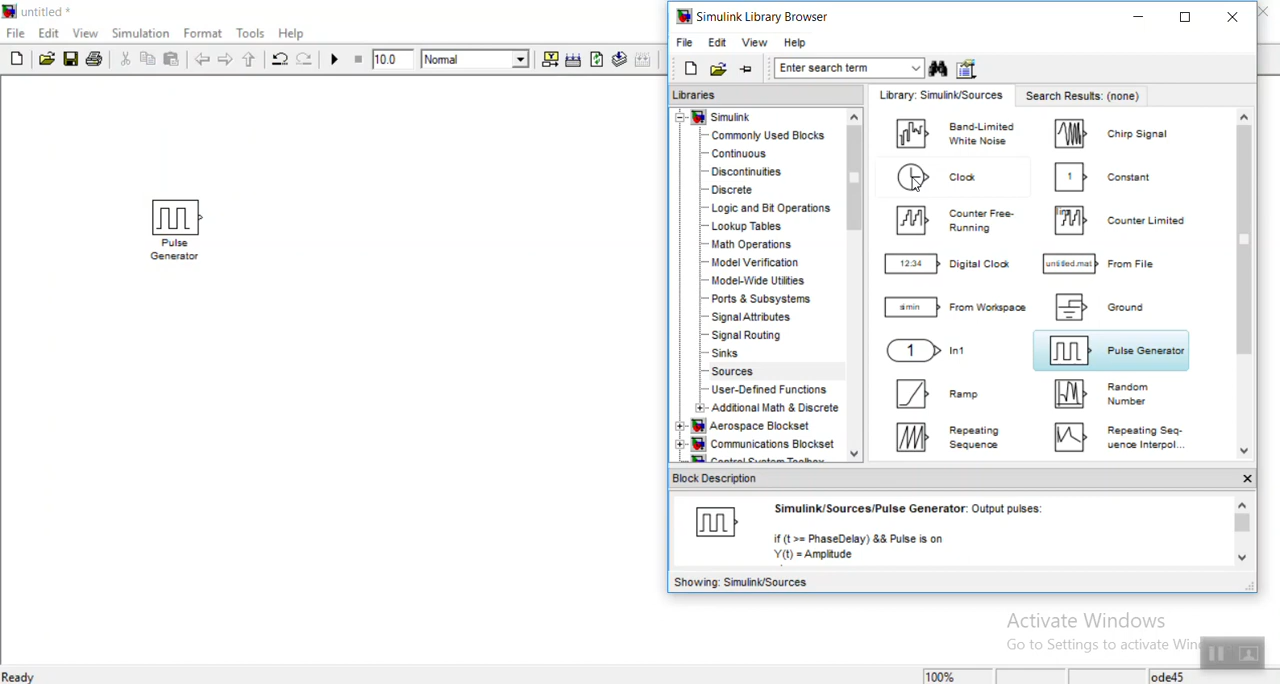 untitled *
File Edit View Simulation Format Tools Help
10.0 Normal
Pulse
Generator
Ready
100%
ode45
Simulink Library Browser
File Edit View Help
Enter search term
Libraries
Simulink
Commonly Used Blocks
Continuous
Discontinuities
Discrete
Logic and Bit Operations
Lookup Tables
Math Operations
Model Verification
Model-Wide Utilities
Ports & Subsystems
Signal Attributes
Signal Routing
Sinks
Sources
User-Defined Functions
Additional Math & Discrete
Aerospace Blockset
Communications Blockset
Control System Toolbox
Library: Simulink/Sources
Search Results: (none)
Band-Limited
White Noise
Chirp Signal
Clock
1
Constant
Counter Free-
Running
lim
Counter Limited
12:34
Digital Clock
untitled.mat
From File
simin
From Workspace
Ground
1
In1
Pulse Generator
Ramp
Random
Number
Repeating
Sequence
Repeating Seq-
uence Interpol...
Block Description
Simulink/Sources/Pulse Generator: Output pulses:
if (t >= PhaseDelay) && Pulse is on
Y(t) = Amplitude
Showing: Simulink/Sources
Activate Windows
Go to Settings to activate Win